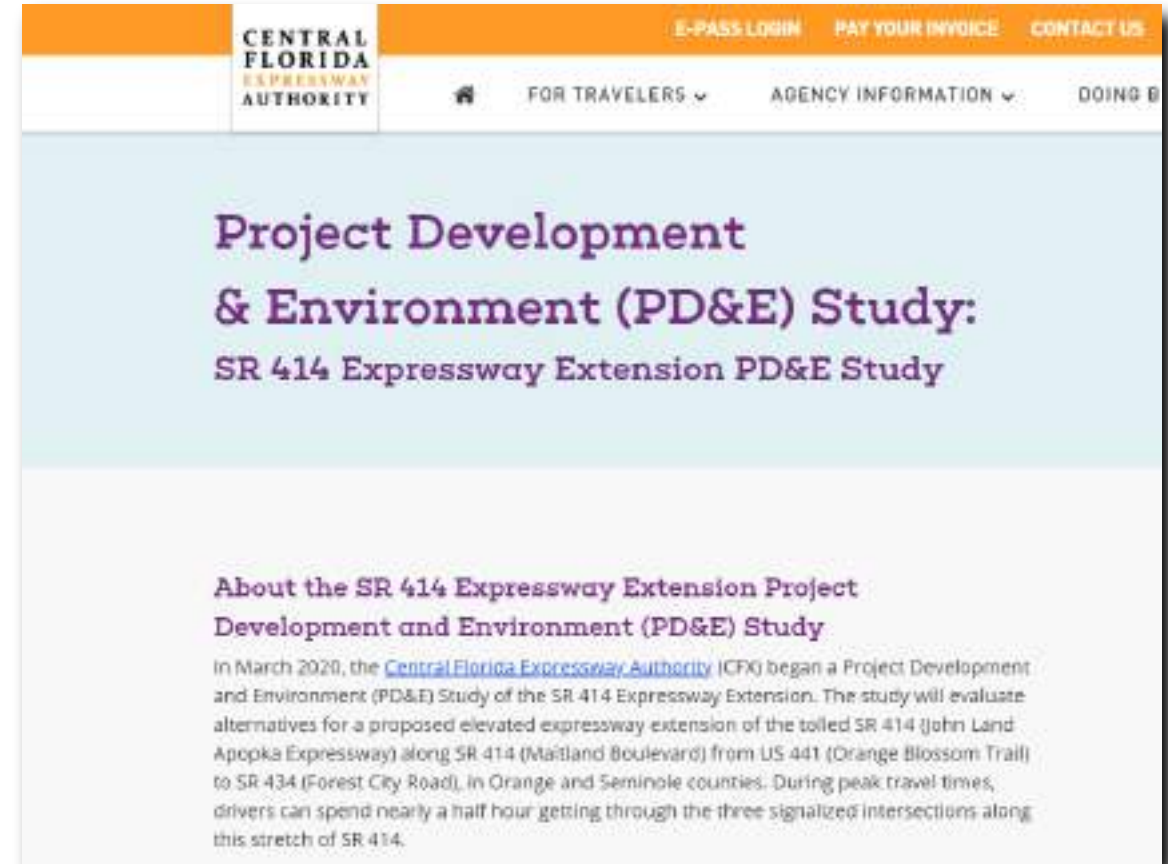 E-PASS LOGIN PAY YOUR INVOICE CONTACT US
CENTRAL
FLORIDA
EXPRESSWAY
AUTHORITY
FOR TRAVELERS AGENCY INFORMATION DOING B
Project Development
& Environment (PD&E) Study:
SR 414 Expressway Extension PD&E Study
About the SR 414 Expressway Extension Project
Development and Environment (PD&E) Study
In March 2020, the Central Florida Expressway Authority (CFX) began a Project Development
and Environment (PD&E) Study of the SR 414 Expressway Extension. The study will evaluate
alternatives for a proposed elevated expressway extension of the tolled SR 414 (John Land
Apopka Expressway) along SR 414 (Maitland Boulevard) from US 441 (Orange Blossom Trail)
to SR 434 (Forest City Road), in Orange and Seminole counties. During peak travel times,
drivers can spend nearly a half hour getting through the three signalized intersections along
this stretch of SR 414.